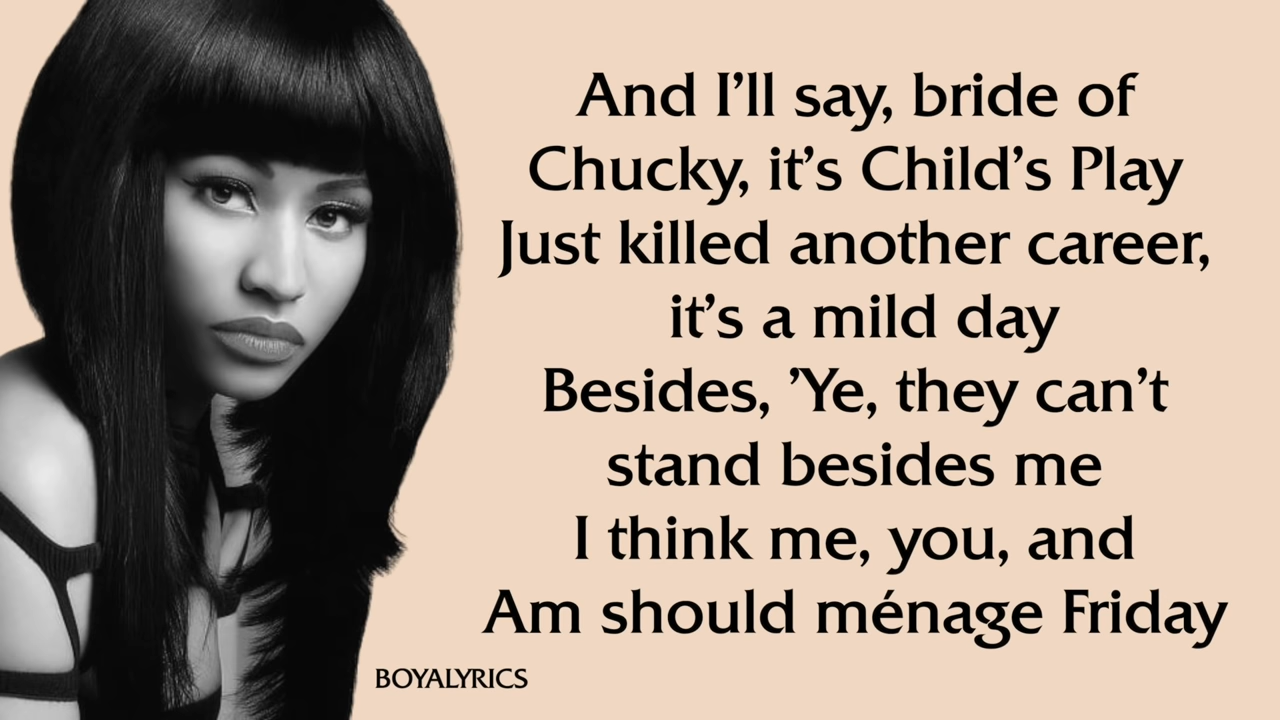 And I’ll say, bride of
Chucky, it’s Child’s Play
Just killed another career,
it’s a mild day
Besides, ’Ye, they can’t
stand besides me
I think me, you, and
Am should ménage Friday
BOYALYRICS